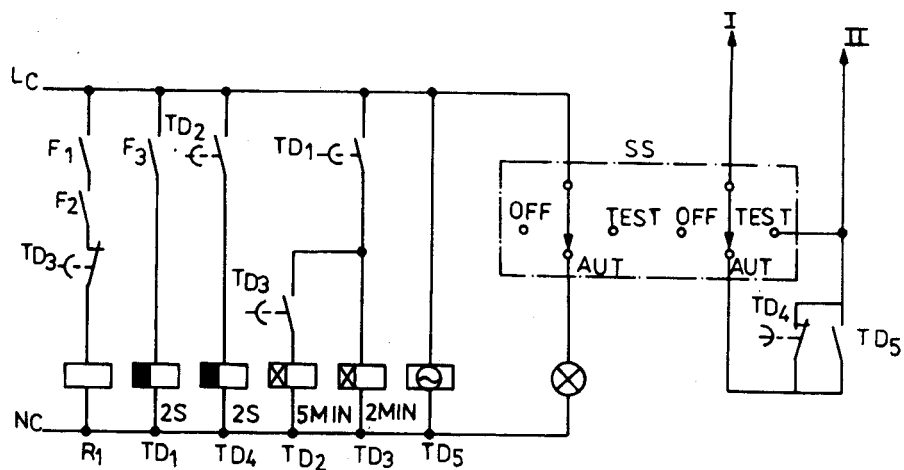 I
II
LC
TD2
F1
F3
TD1
SS
F2
OFF
TEST
OFF
TEST
TD3
AUT
AUT
TD3
TD4
TD5
2S
2S
5MIN
2MIN
NC
R1
TD1
TD4
TD2
TD3
TD5